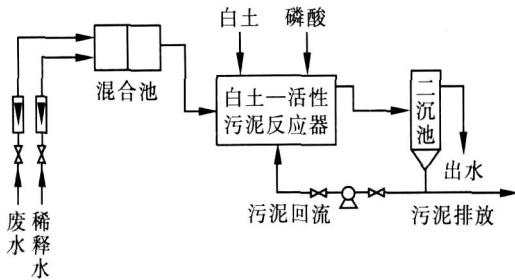 白土
磷酸
混合池
白土—活性
污泥反应器
二沉池
出水
污泥回流
污泥排放
废水
稀释水